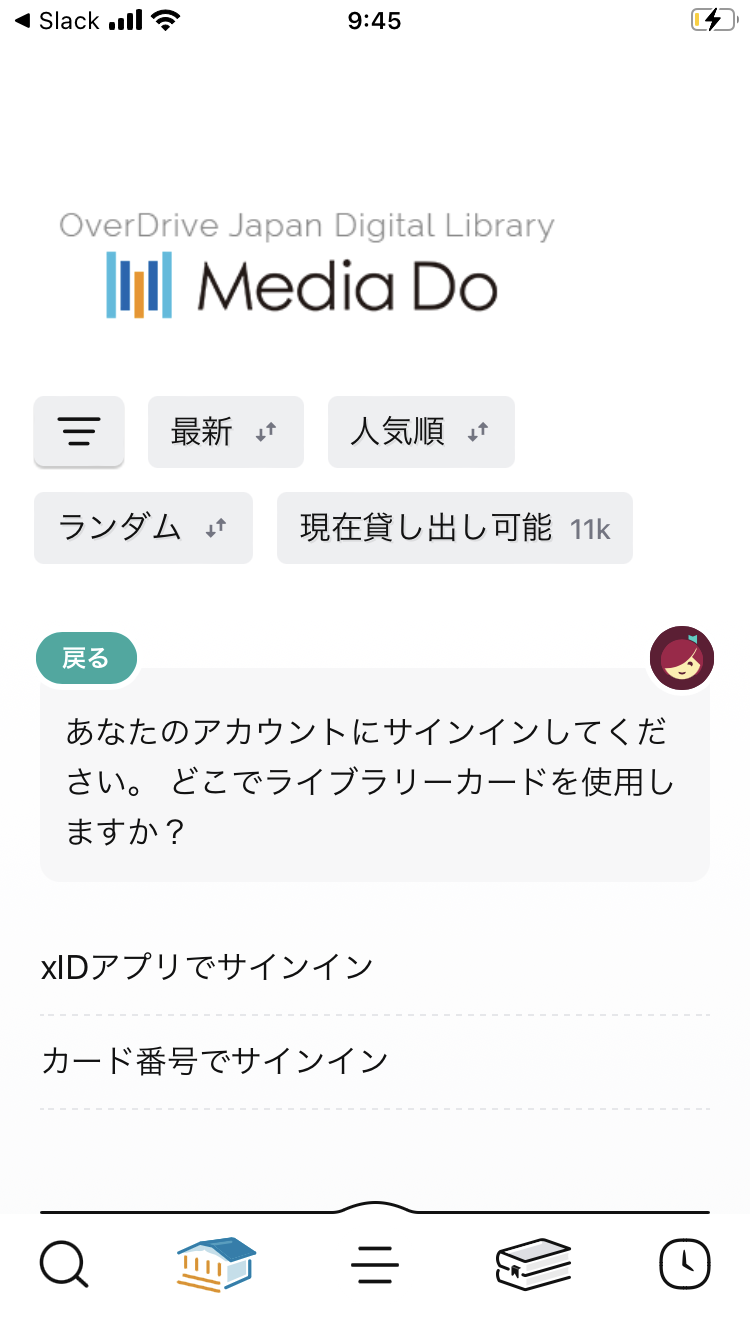 ◀ Slack 9:45
OverDrive Japan Digital Library
Media Do
最新 人気順
ランダム 現在貸し出し可能 11k
戻る
あなたのアカウントにサインインしてくだ
さい。 どこでライブラリーカードを使用し
ますか？
xIDアプリでサインイン
カード番号でサインイン